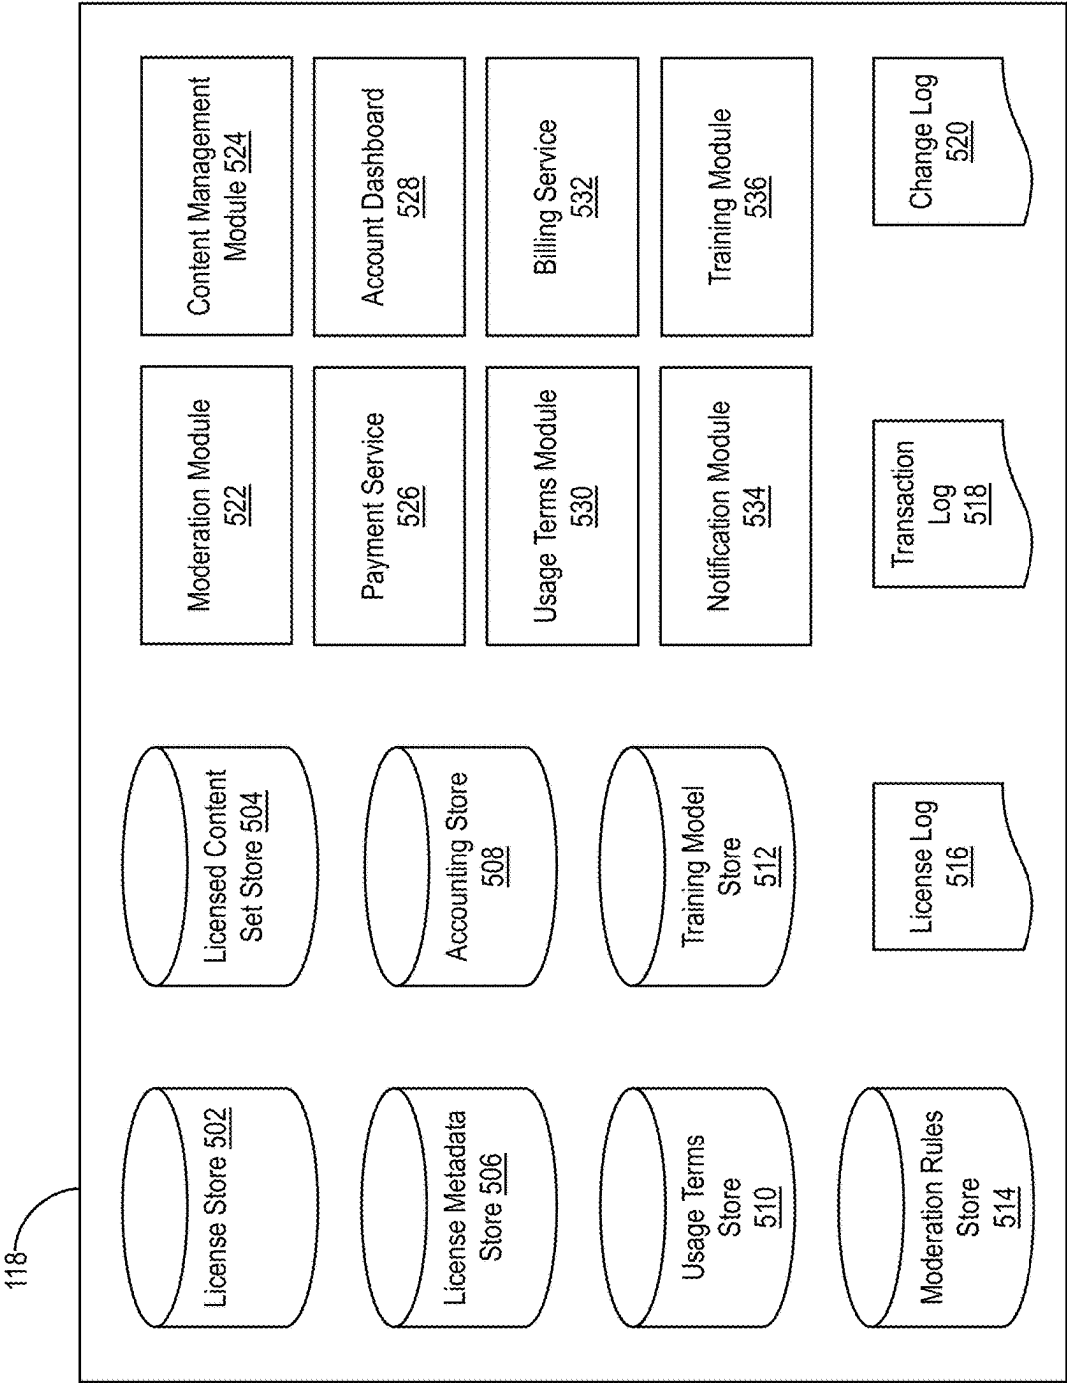 118
License Store 502
Licensed Content
Set Store 504
Moderation Module
522
Content Management
Module 524
License Metadata
Store 506
Accounting Store
508
Payment Service
526
Account Dashboard
528
Usage Terms Module
530
Billing Service
532
Usage Terms
Store
510
Training Model
Store
512
Notification Module
534
Training Module
536
Moderation Rules
Store
514
License Log
516
Transaction
Log
518
Change Log
520